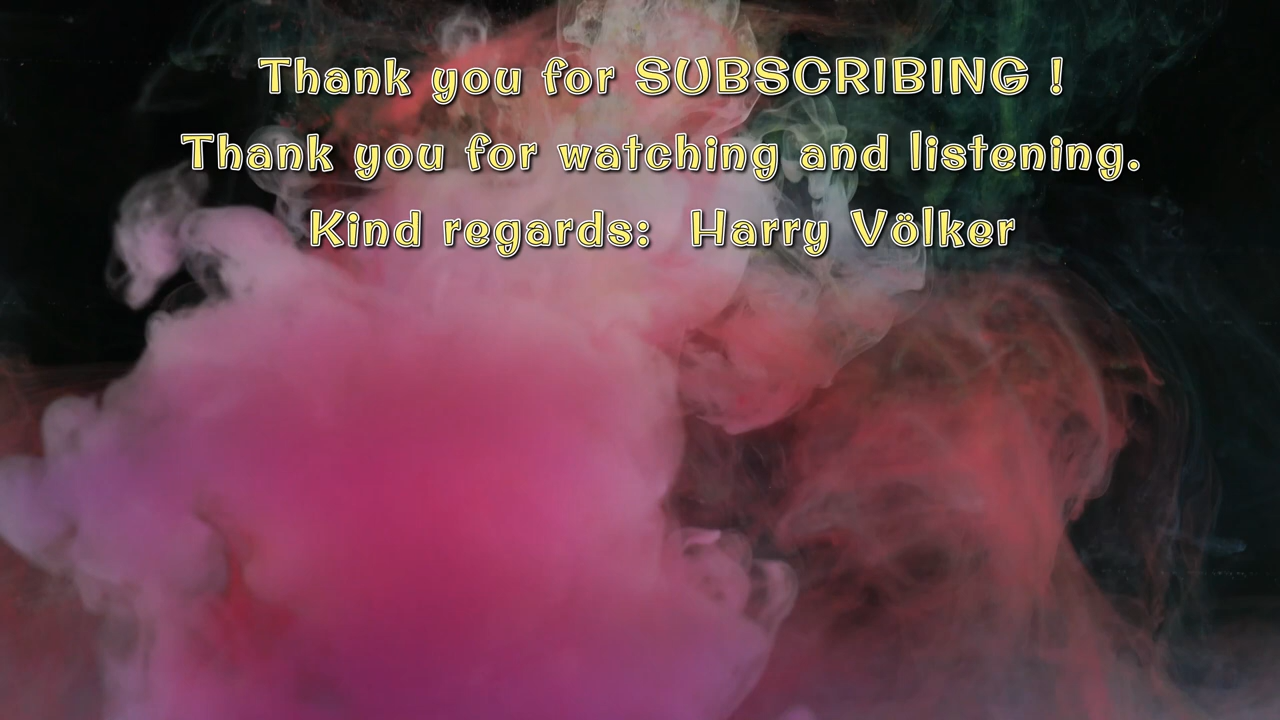 Thank you for SUBSCRIBING !
Thank you for watching and listening.
Kind regards:  Harry Völker